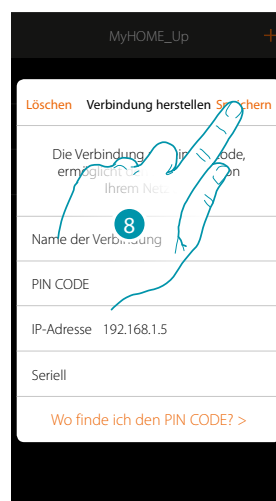 MyHOME_Up +
Löschen Verbindung herstellen Speichern
Die Verbindung
ermöglicht
Ihrem
8
Name der Verbindung
PIN CODE
IP-Adresse 192.168.1.5
Seriell
Wo finde ich den PIN CODE? >